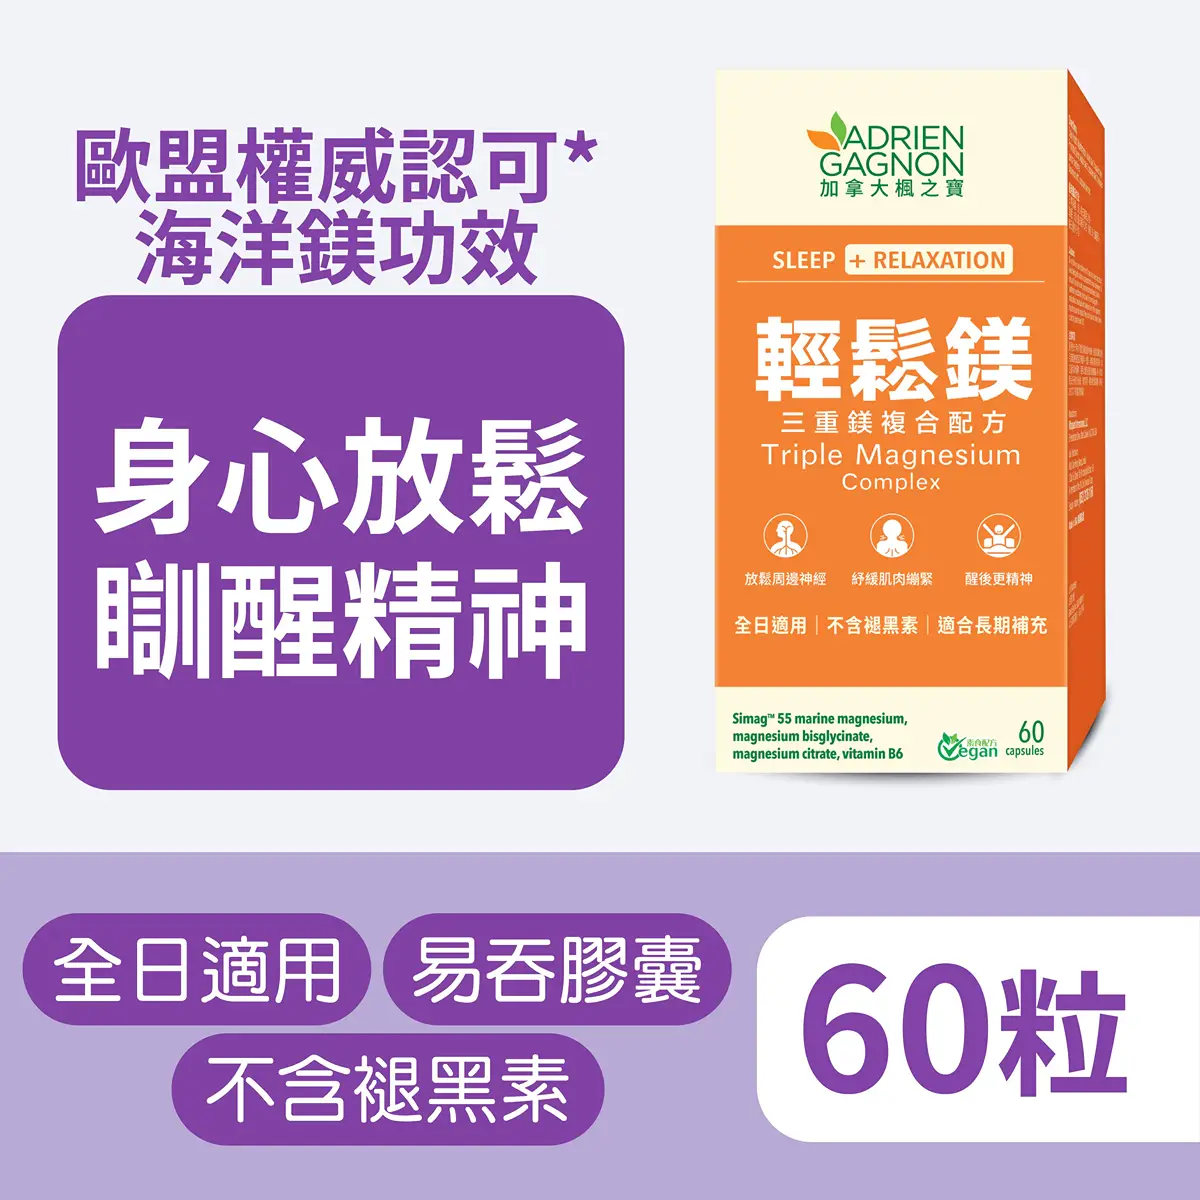 歐盟權威認可*
海洋鎂功效
身心放鬆
瞓醒精神
ADRIEN
GAGNON
加拿大楓之寶
SLEEP + RELAXATION
輕鬆鎂
三重鎂複合配方
Triple Magnesium
Complex
放鬆周邊神經
紓緩肌肉繃緊
醒後更精神
全日適用｜不含褪黑素｜適合長期補充
Simag™ 55 marine magnesium,
magnesium bisglycinate,
magnesium citrate, vitamin B6
素食配方
Vegan
60
capsules
全日適用
易吞膠囊
不含褪黑素
60粒